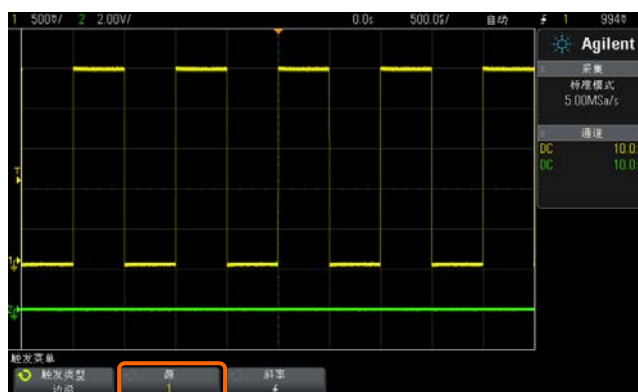 1 500▽/ 2 2.00V/ 0.0s 500.0s/ 自动 ƒ 1 994▽
Agilent
采集
标准模式
5.00MSa/s
通道
DC 10.0:
DC 10.0:
T
1
2
触发菜单
触发类型 源 斜率
边沿 1 ƒ